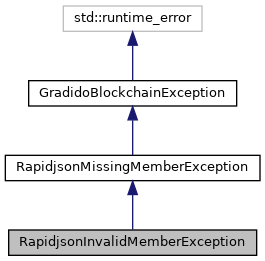 std::runtime_error
GradidoBlockchainException
RapidjsonMissingMemberException
RapidjsonInvalidMemberException